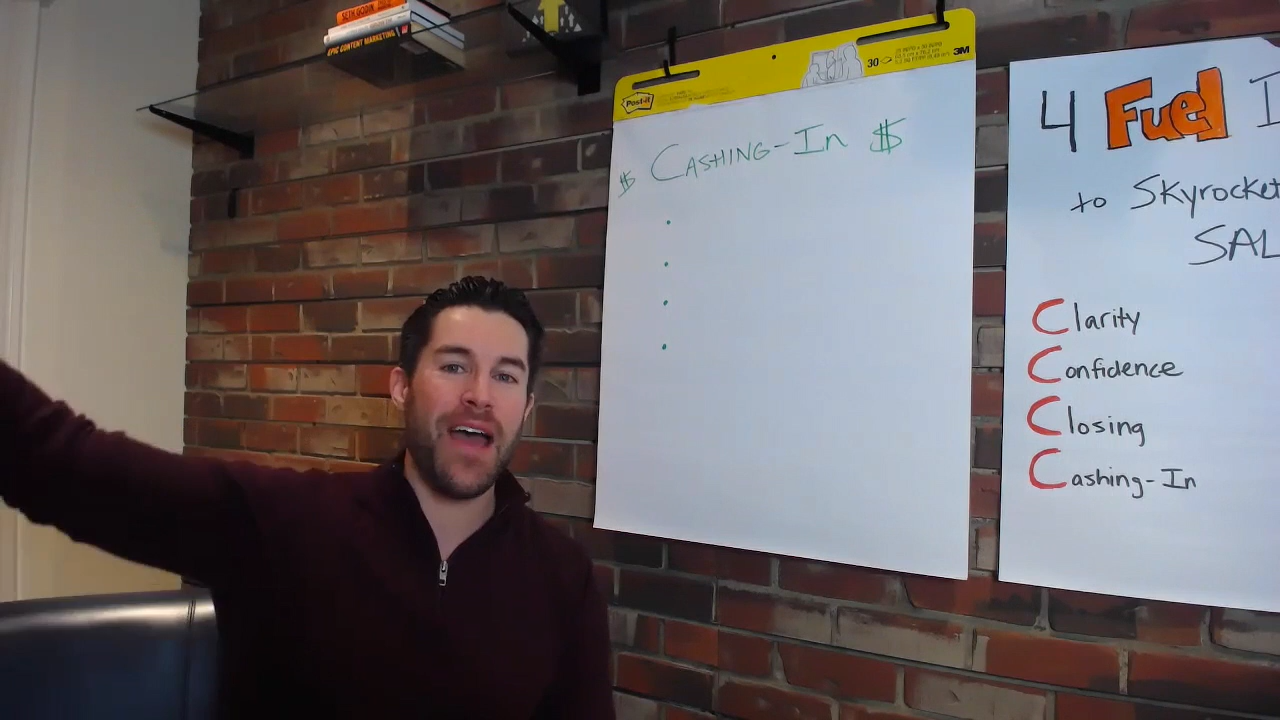 SETH GODIN
EPIC CONTENT MARKETING
Post-it
30
3M
$ CASHING-IN $
4 Fuel I
to Skyrocket
SAL
Clarity
Confidence
Closing
Cashing-In